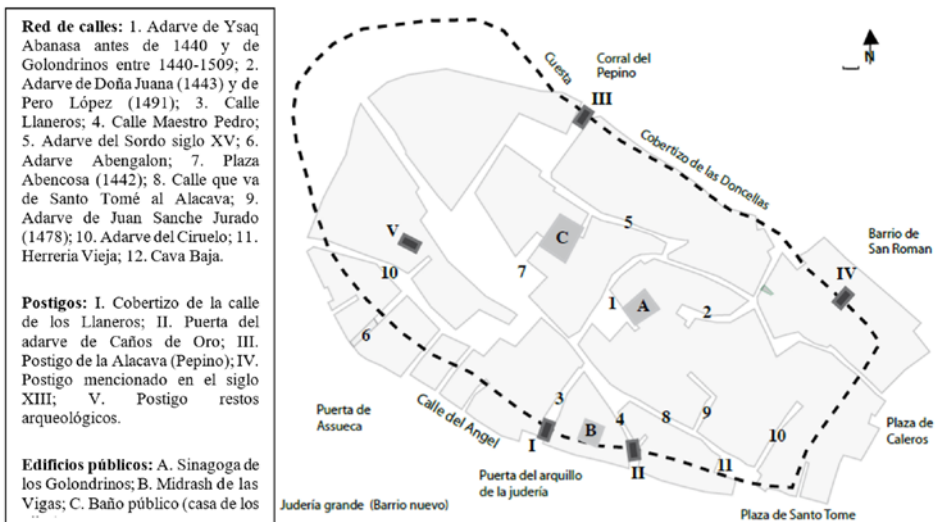 Red de calles: 1. Adarve de Ysaq
Abanasa antes de 1440 y de
Golondrinos entre 1440-1509; 2.
Adarve de Doña Juana (1443) y de
Pero López (1491); 3. Calle
Llaneros; 4. Calle Maestro Pedro;
5. Adarve del Sordo siglo XV; 6.
Adarve Abengalon; 7. Plaza
Abencosa (1442); 8. Calle que va
de Santo Tomé al Alacava; 9.
Adarve de Juan Sanche Jurado
(1478); 10. Adarve del Ciruelo; 11.
Herreria Vieja; 12. Cava Baja.
Postigos: I. Cobertizo de la calle
de los Llaneros; II. Puerta del
adarve de Caños de Oro; III.
Postigo de la Alacava (Pepino); IV.
Postigo mencionado en el siglo
XIII; V. Postigo restos
arqueológicos.
Edificios públicos: A. Sinagoga de
los Golondrinos; B. Midrash de las
Vigas; C. Baño público (casa de los
Cuesta
Corral del
Pepino
III
N
Cobertizo de las Doncellas
Barrio de
San Roman
IV
V
C
5
10
7
1
A
2
6
3
4
8
9
10
Puerta de
Assueca
Calle del Angel
I
B
II
11
Plaza de
Caleros
Puerta del arquillo
de la judería
Judería grande (Barrio nuevo)
Plaza de Santo Tome